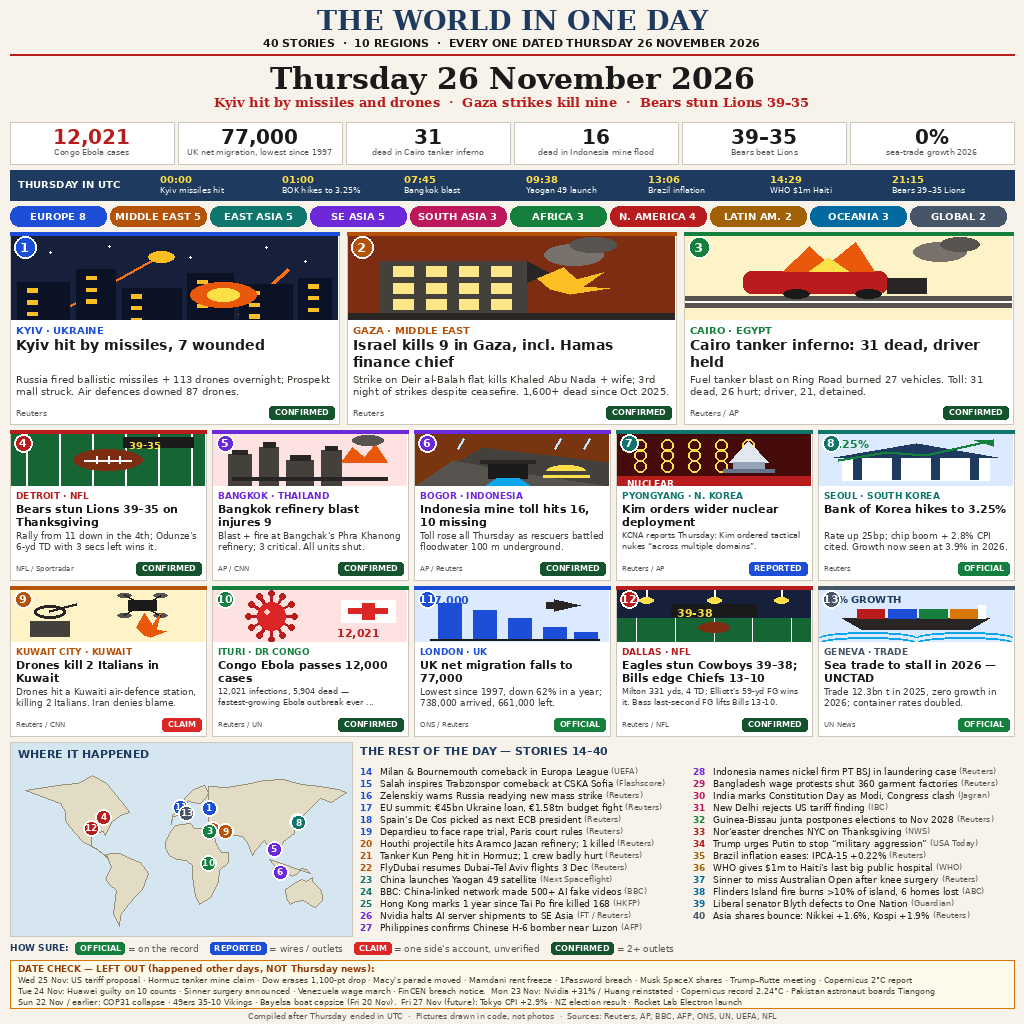 THE WORLD IN ONE DAY
40 STORIES · 10 REGIONS · EVERY ONE DATED THURSDAY 26 NOVEMBER 2026
Thursday 26 November 2026
Kyiv hit by missiles and drones · Gaza strikes kill nine · Bears stun Lions 39–35
12,021
Congo Ebola cases
77,000
UK net migration, lowest since 1997
31
dead in Cairo tanker inferno
16
dead in Indonesia mine flood
39–35
Bears beat Lions
0%
sea-trade growth 2026
THURSDAY IN UTC
00:00
Kyiv missiles hit
01:00
BOK hikes to 3.25%
07:45
Bangkok blast
09:38
Yaogan 49 launch
13:06
Brazil inflation
14:29
WHO $1m Haiti
21:15
Bears 39–35 Lions
EUROPE 8
MIDDLE EAST 5
EAST ASIA 5
SE ASIA 5
SOUTH ASIA 3
AFRICA 3
N. AMERICA 4
LATIN AM. 2
OCEANIA 3
GLOBAL 2
1
KYIV · UKRAINE
Kyiv hit by missiles, 7 wounded
Russia fired ballistic missiles + 113 drones overnight; Prospekt
mall struck. Air defences downed 87 drones.
Reuters
CONFIRMED
2
GAZA · MIDDLE EAST
Israel kills 9 in Gaza, incl. Hamas
finance chief
Strike on Deir al-Balah flat kills Khaled Abu Nada + wife; 3rd
night of strikes despite ceasefire. 1,600+ dead since Oct 2025.
Reuters
CONFIRMED
3
CAIRO · EGYPT
Cairo tanker inferno: 31 dead, driver
held
Fuel tanker blast on Ring Road burned 27 vehicles. Toll: 31
dead, 26 hurt; driver, 21, detained.
Reuters / AP
CONFIRMED
4
39-35
DETROIT · NFL
Bears stun Lions 39–35 on
Thanksgiving
Rally from 11 down in the 4th; Odunze's
6-yd TD with 3 secs left wins it.
NFL / Sportradar
CONFIRMED
5
BANGKOK · THAILAND
Bangkok refinery blast
injures 9
Blast + fire at Bangchak's Phra Khanong
refinery; 3 critical. All units shut.
AP / CNN
CONFIRMED
6
BOGOR · INDONESIA
Indonesia mine toll hits 16,
10 missing
Toll rose all Thursday as rescuers battled
floodwater 100 m underground.
AP / Reuters
CONFIRMED
7
NUCLEAR
PYONGYANG · N. KOREA
Kim orders wider nuclear
deployment
KCNA reports Thursday: Kim ordered tactical
nukes “across multiple domains”.
Reuters / AP
REPORTED
8
.25%
SEOUL · SOUTH KOREA
Bank of Korea hikes to 3.25%
Rate up 25bp; chip boom + 2.8% CPI
cited. Growth now seen at 3.9% in 2026.
Reuters
OFFICIAL
9
KUWAIT CITY · KUWAIT
Drones kill 2 Italians in
Kuwait
Drones hit a Kuwaiti air-defence station,
killing 2 Italians. Iran denies blame.
Reuters / CNN
CLAIM
10
12,021
ITURI · DR CONGO
Congo Ebola passes 12,000
cases
12,021 infections, 5,904 dead —
fastest-growing Ebola outbreak ever ...
Reuters / UN
CONFIRMED
11
7,000
LONDON · UK
UK net migration falls to
77,000
Lowest since 1997, down 62% in a year;
738,000 arrived, 661,000 left.
ONS / Reuters
OFFICIAL
12
39-38
DALLAS · NFL
Eagles stun Cowboys 39–38;
Bills edge Chiefs 13–10
Milton 331 yds, 4 TD; Elliott's 59-yd FG wins
it. Bass last-second FG lifts Bills 13-10.
Reuters / NFL
CONFIRMED
13
% GROWTH
GENEVA · TRADE
Sea trade to stall in 2026 —
UNCTAD
Trade 12.3bn t in 2025, zero growth in
2026; container rates doubled.
UN News
OFFICIAL
WHERE IT HAPPENED
4
12
13
1
3
9
10
8
5
6
THE REST OF THE DAY — STORIES 14–40
14 Milan & Bournemouth comeback in Europa League (UEFA)
15 Salah inspires Trabzonspor comeback at CSKA Sofia (Flashscore)
16 Zelenskiy warns Russia readying new mass strike (Reuters)
17 EU summit: €45bn Ukraine loan, €1.58tn budget fight (Reuters)
18 Spain's De Cos picked as next ECB president (Reuters)
19 Depardieu to face rape trial, Paris court rules (Reuters)
20 Houthi projectile hits Aramco Jazan refinery; 1 killed (Reuters)
21 Tanker Kun Peng hit in Hormuz; 1 crew badly hurt (Reuters)
22 FlyDubai resumes Dubai–Tel Aviv flights 3 Dec (Reuters)
23 China launches Yaogan 49 satellite (Next Spaceflight)
24 BBC: China-linked network made 500+ AI fake videos (BBC)
25 Hong Kong marks 1 year since Tai Po fire killed 168 (HKFP)
26 Nvidia halts AI server shipments to SE Asia (FT / Reuters)
27 Philippines confirms Chinese H-6 bomber near Luzon (AFP)
28 Indonesia names nickel firm PT BSJ in laundering case (Reuters)
29 Bangladesh wage protests shut 360 garment factories (Reuters)
30 India marks Constitution Day as Modi, Congress clash (Jagran)
31 New Delhi rejects US tariff finding (IBC)
32 Guinea-Bissau junta postpones elections to Nov 2028 (Reuters)
33 Nor'easter drenches NYC on Thanksgiving (NWS)
34 Trump urges Putin to stop “military aggression” (USA Today)
35 Brazil inflation eases: IPCA-15 +0.22% (Reuters)
36 WHO gives $1m to Haiti's last big public hospital (WHO)
37 Sinner to miss Australian Open after knee surgery (Reuters)
38 Flinders Island fire burns >10% of island, 6 homes lost (ABC)
39 Liberal senator Blyth defects to One Nation (Guardian)
40 Asia shares bounce: Nikkei +1.6%, Kospi +1.9% (Reuters)
HOW SURE: OFFICIAL = on the record REPORTED = wires / outlets CLAIM = one side's account, unverified CONFIRMED = 2+ outlets
DATE CHECK — LEFT OUT (happened other days, NOT Thursday news):
Wed 25 Nov: US tariff proposal · Hormuz tanker mine claim · Dow erases 1,100-pt drop · Macy's parade moved · Mamdani rent freeze · 1Password breach · Musk SpaceX shares · Trump–Rutte meeting · Copernicus 2°C report
Tue 24 Nov: Huawei guilty on 10 counts · Sinner surgery announced · Venezuela wage march · FinCEN breach notice. Mon 23 Nov: Nvidia +31% / Huang reinstated · Copernicus record 2.24°C · Pakistan astronaut boards Tiangong
Sun 22 Nov / earlier: COP31 collapse · 49ers 35-10 Vikings · Bayelsa boat capsize (Fri 20 Nov). Fri 27 Nov (future): Tokyo CPI +2.9% · NZ election result · Rocket Lab Electron launch
Compiled after Thursday ended in UTC · Pictures drawn in code, not photos · Sources: Reuters, AP, BBC, AFP, ONS, UN, UEFA, NFL